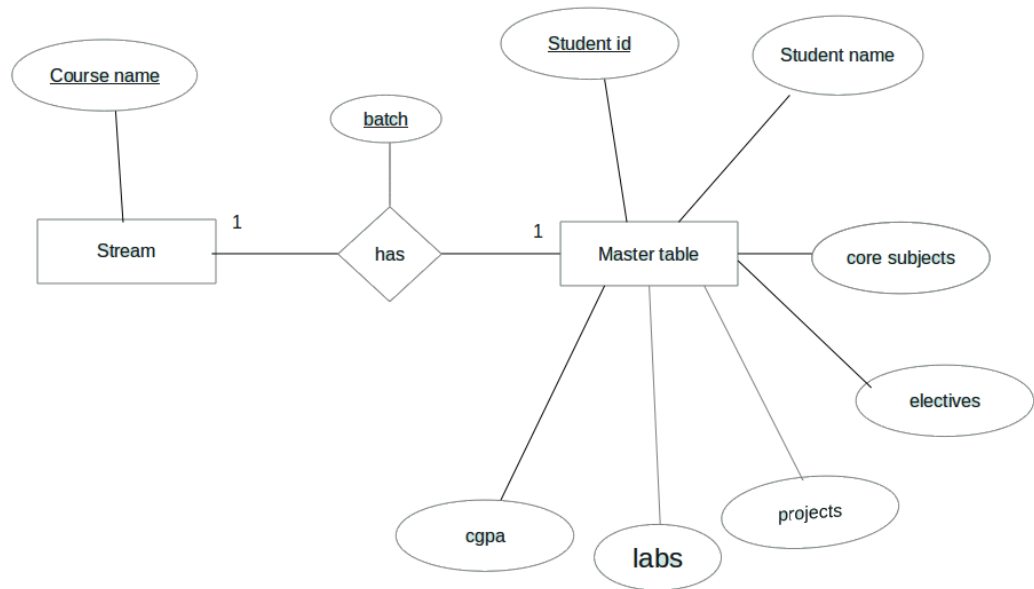 Student id
Student name
Course name
batch
1
Stream
has
1
Master table
core subjects
electives
projects
cgpa
labs